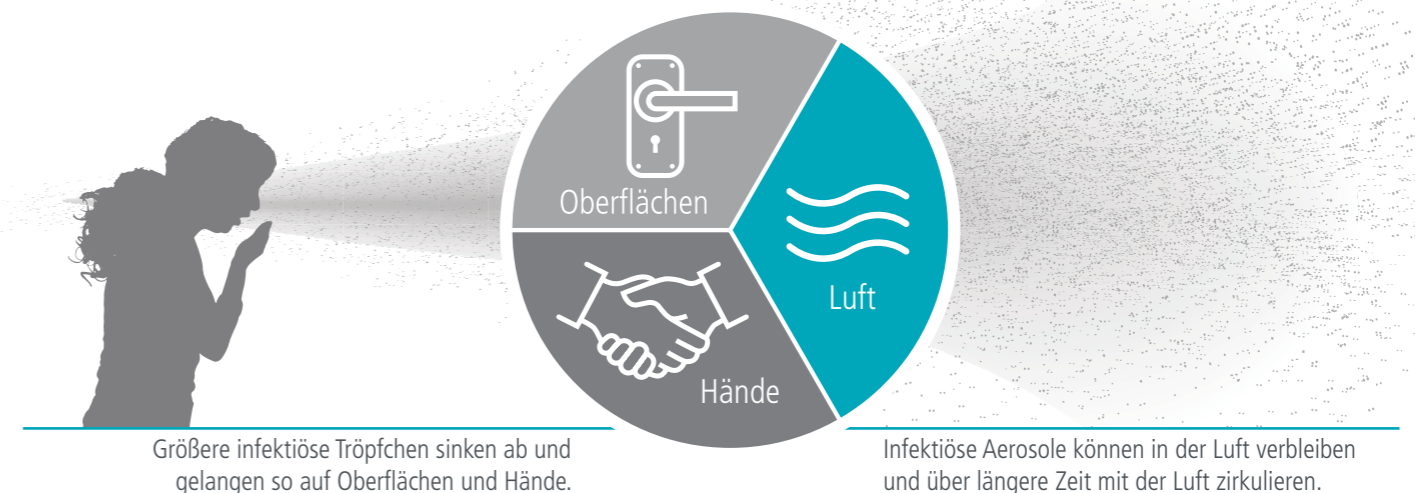 Oberflächen
Luft
Hände
Größere infektiöse Tröpfchen sinken ab und
gelangen so auf Oberflächen und Hände.
Infektiöse Aerosole können in der Luft verbleiben
und über längere Zeit mit der Luft zirkulieren.